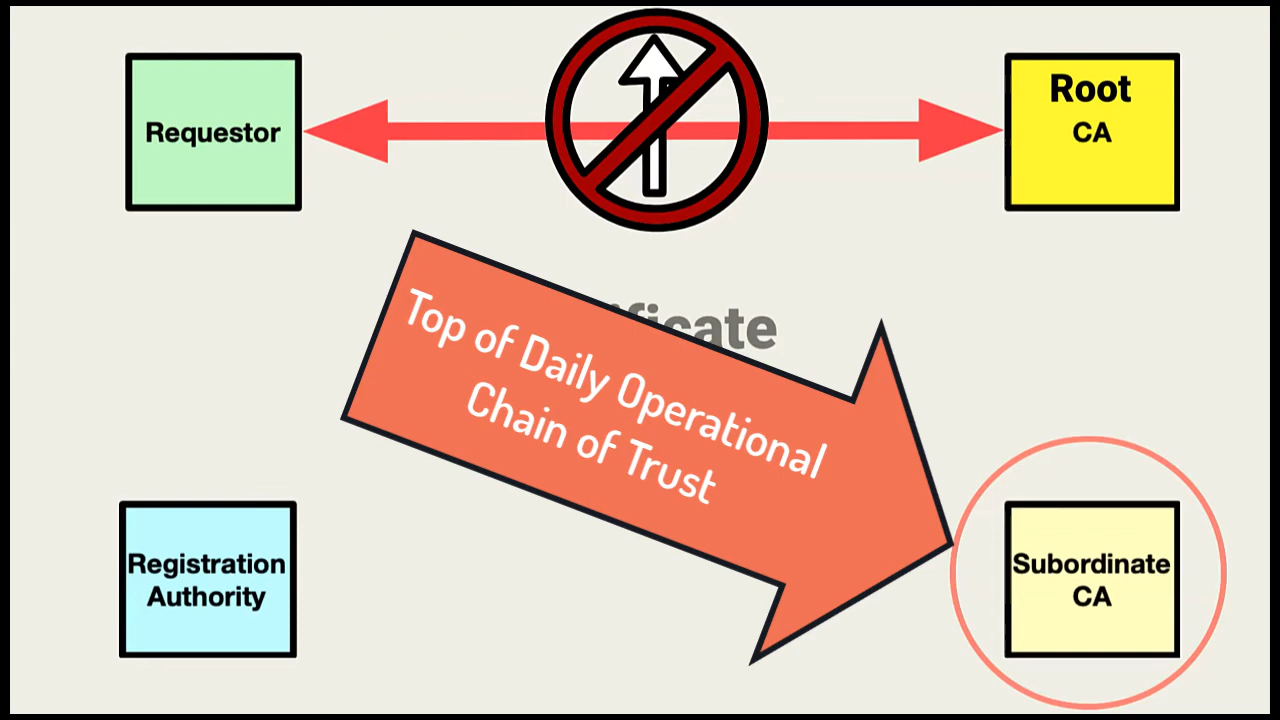 Requestor
Root
CA
Top of Daily Operational
Chain of Trust
Registration
Authority
Subordinate
CA